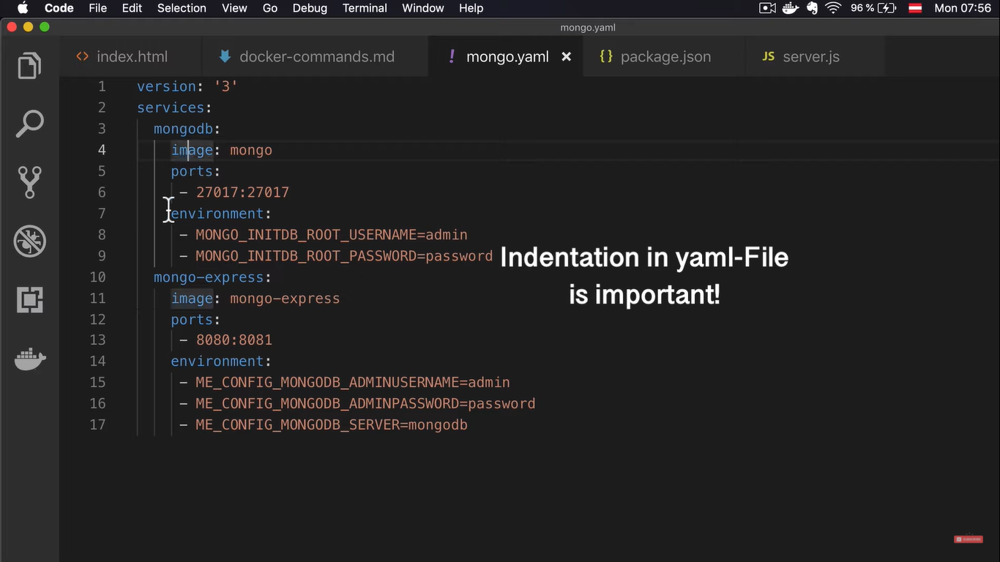 Code File Edit Selection View Go Debug Terminal Window Help 96 % Mon 07:56
mongo.yaml
<> index.html docker-commands.md ! mongo.yaml × {} package.json JS server.js
1 version: '3'
2 services:
3 mongodb:
4 image: mongo
5 ports:
6 - 27017:27017
7 environment:
8 - MONGO_INITDB_ROOT_USERNAME=admin
9 - MONGO_INITDB_ROOT_PASSWORD=password
Indentation in yaml-File
is important!
10 mongo-express:
11 image: mongo-express
12 ports:
13 - 8080:8081
14 environment:
15 - ME_CONFIG_MONGODB_ADMINUSERNAME=admin
16 - ME_CONFIG_MONGODB_ADMINPASSWORD=password
17 - ME_CONFIG_MONGODB_SERVER=mongodb
SUBSCRIBE